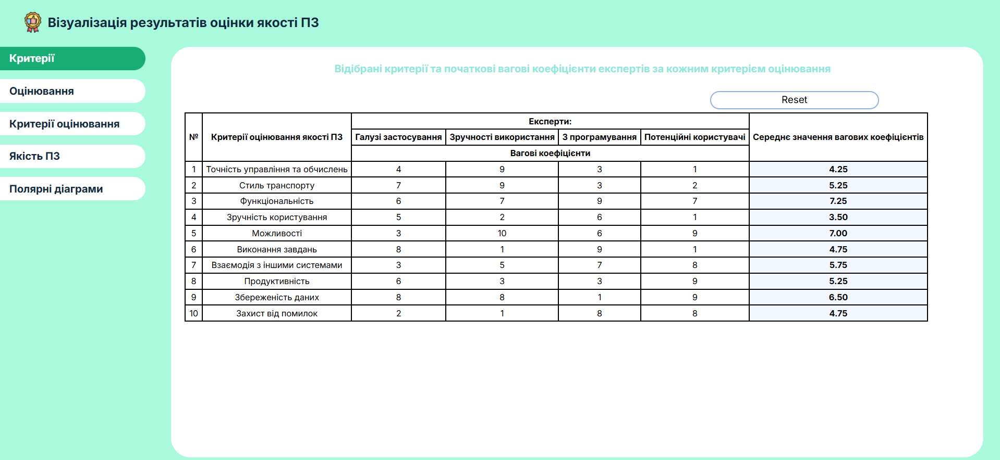 Візуалізація результатів оцінки якості ПЗ
Критерії
Оцінювання
Критерії оцінювання
Якість ПЗ
Полярні діаграми
Відібрані критерії та початкові вагові коефіцієнти експертів за кожним критерієм оцінювання
Reset
№ Критерії оцінювання якості ПЗ Експерти: Середнє значення вагових коефіцієнтів
Галузі застосування Зручності використання З програмування Потенційні користувачі
Вагові коефіцієнти
1 Точність управління та обчислень 4 9 3 1 4.25
2 Стиль транспорту 7 9 3 2 5.25
3 Функціональність 6 7 9 7 7.25
4 Зручність користування 5 2 6 1 3.50
5 Можливості 3 10 6 9 7.00
6 Виконання завдань 8 1 9 1 4.75
7 Взаємодія з іншими системами 3 5 7 8 5.75
8 Продуктивність 6 3 3 9 5.25
9 Збереженість даних 8 8 1 9 6.50
10 Захист від помилок 2 1 8 8 4.75